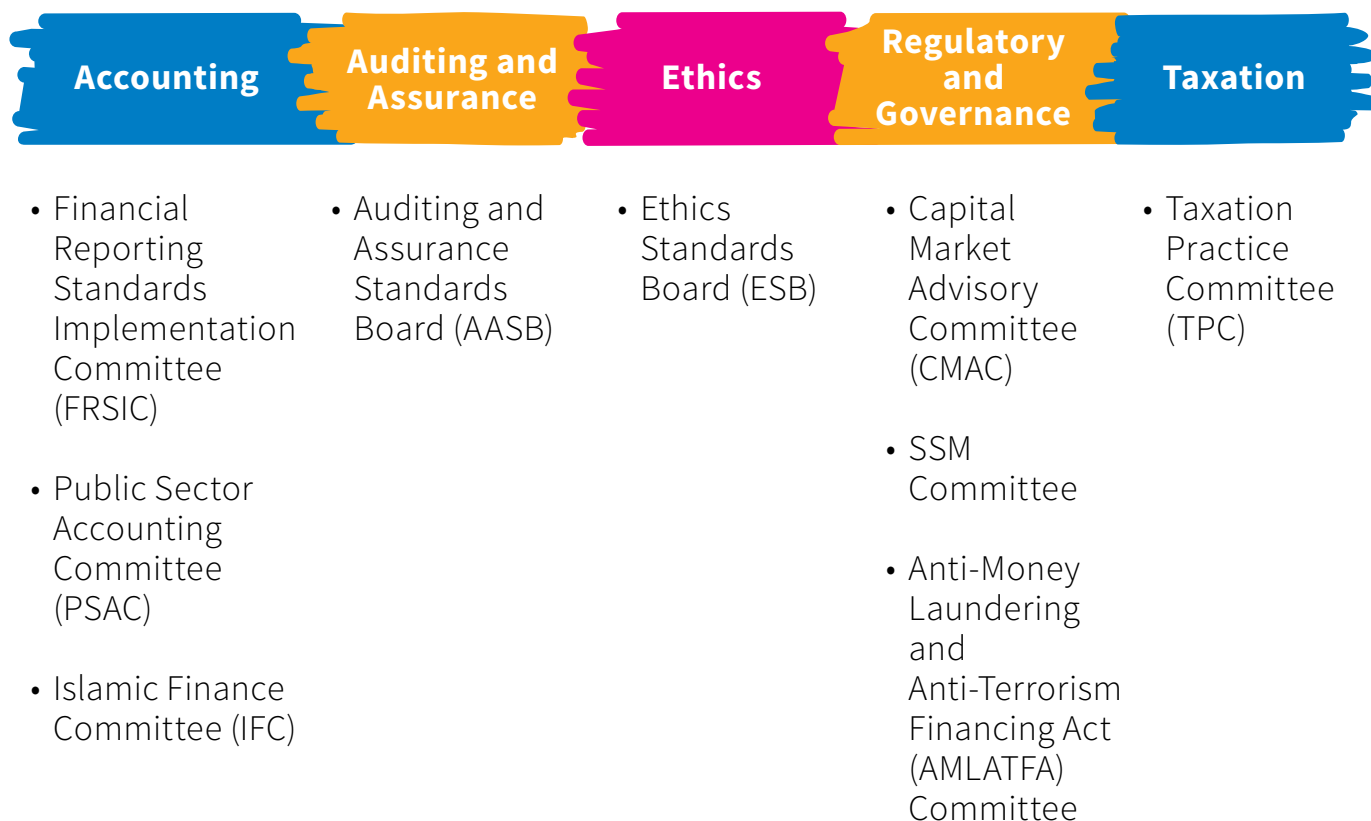 Accounting
Auditing and
Assurance
Ethics
Regulatory
and
Governance
Taxation
• Financial
Reporting
Standards
Implementation
Committee
(FRSIC)
• Public Sector
Accounting
Committee
(PSAC)
• Islamic Finance
Committee (IFC)
• Auditing and
Assurance
Standards
Board (AASB)
• Ethics
Standards
Board (ESB)
• Capital
Market
Advisory
Committee
(CMAC)
• SSM
Committee
• Anti-Money
Laundering
and
Anti-Terrorism
Financing Act
(AMLATFA)
Committee
• Taxation
Practice
Committee
(TPC)